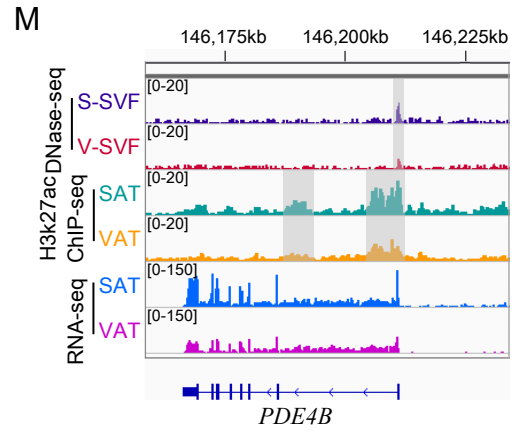 M
146,175kb 146,200kb 146,225kb
DNase-seq
S-SVF [0-20]
V-SVF [0-20]
H3k27ac
ChIP-seq
SAT [0-20]
VAT [0-20]
RNA-seq
SAT [0-150]
VAT [0-150]
PDE4B